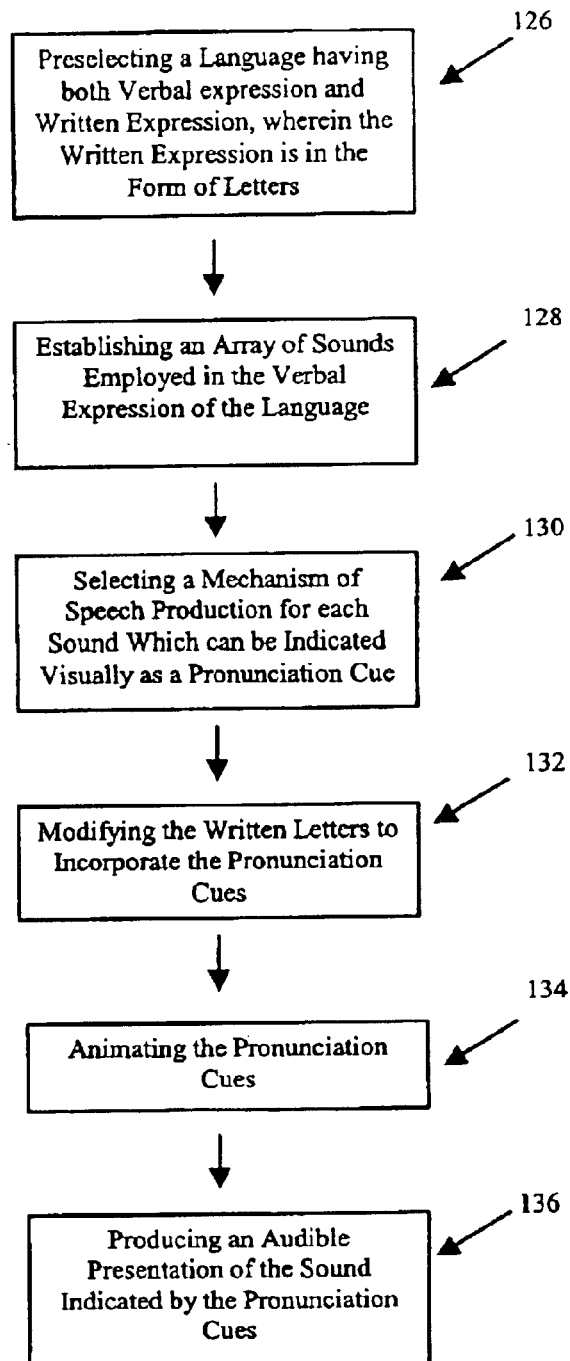 126
Preselecting a Language having
both Verbal expression and
Written Expression, wherein the
Written Expression is in the
Form of Letters
128
Establishing an Array of Sounds
Employed in the Verbal
Expression of the Language
130
Selecting a Mechanism of
Speech Production for each
Sound Which can be Indicated
Visually as a Pronunciation Cue
132
Modifying the Written Letters to
Incorporate the Pronunciation
Cues
134
Animating the Pronunciation
Cues
136
Producing an Audible
Presentation of the Sound
Indicated by the Pronunciation
Cues